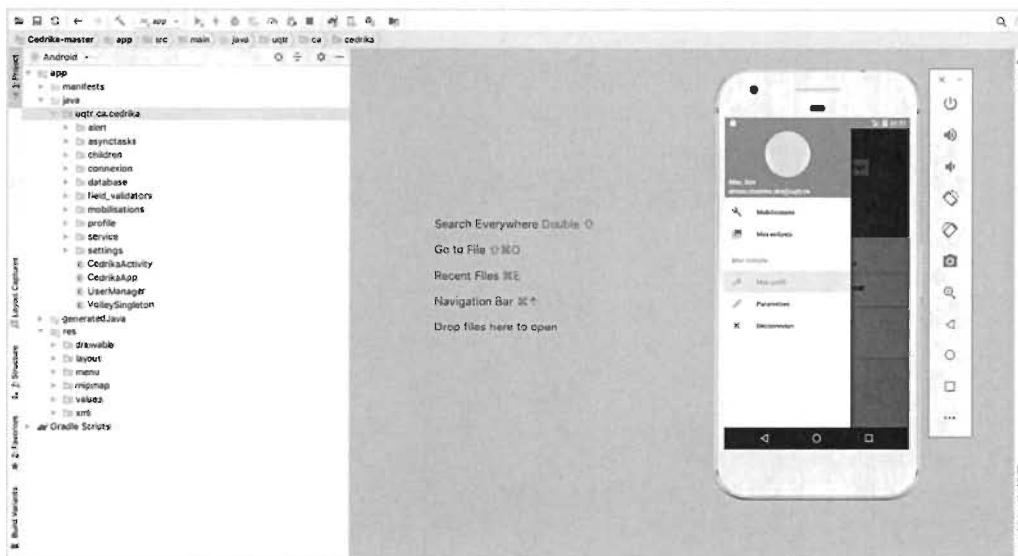 app
Cedrika-master app src main java uqtr ca cedrika
Android
1: Project
app
manifests
java
uqtr.ca.cedrika
alert
asynctasks
children
connexion
database
field_validators
mobilisations
profile
service
settings
CedrikaActivity
CedrikaApp
UserManager
VolleySingleton
generatedJava
res
drawable
layout
menu
mipmap
values
xml
Gradle Scripts
Layout Captures
Z: Structure
2: Favorites
Build Variants
Search Everywhere Double ⇧
Go to File ⇧⌘O
Recent Files ⌘E
Navigation Bar ⌘↑
Drop files here to open
Mobilisations
Mes enfants
Mon profil
Paramètres
Déconnexion